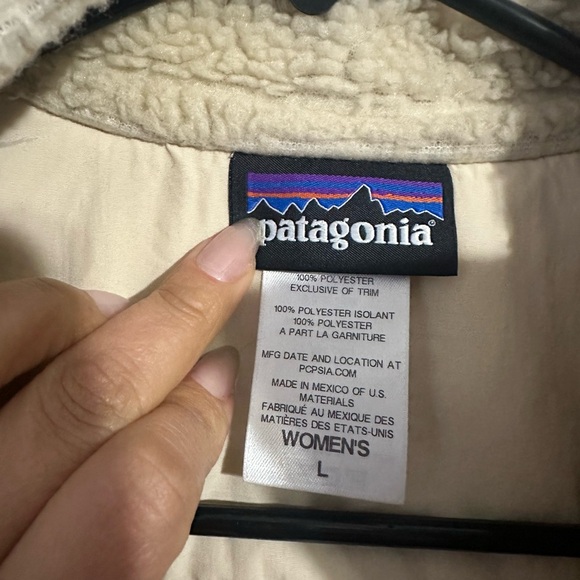 patagonia®
100% POLYESTER
EXCLUSIVE OF TRIM
100% POLYESTER ISOLANT
100% POLYESTER
A PART LA GARNITURE
MFG DATE AND LOCATION AT
PCPSIA.COM
MADE IN MEXICO OF U.S.
MATERIALS
FABRIQUÉ AU MEXIQUE DES
MATIÈRES DES ETATS-UNIS
WOMEN'S
L